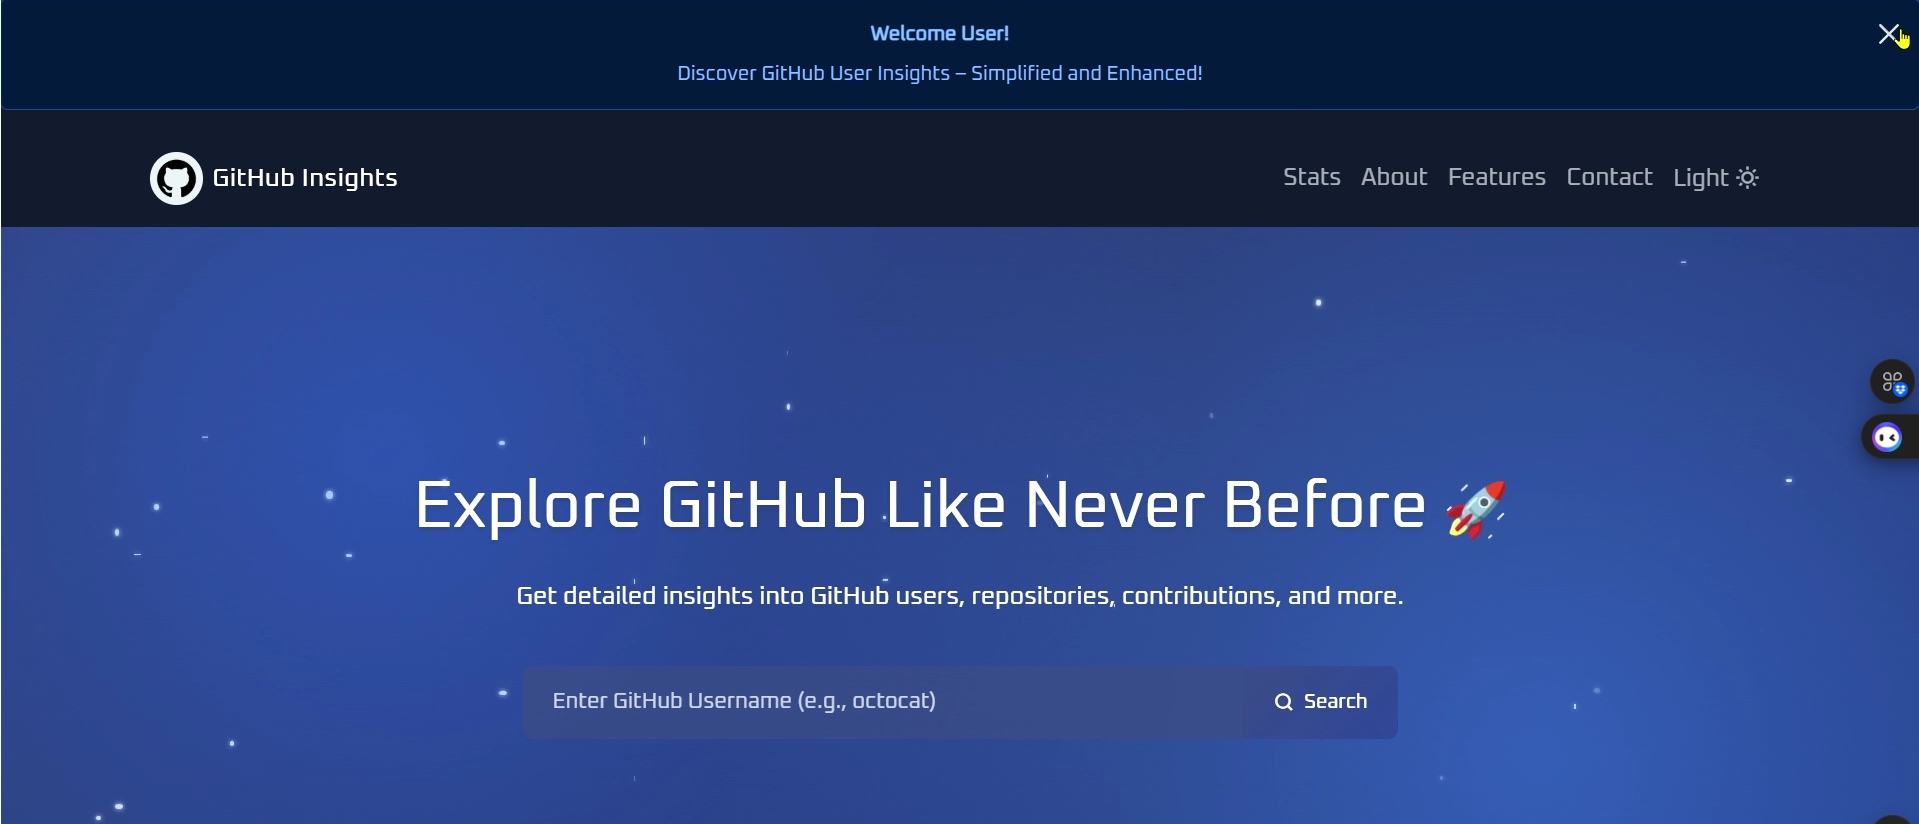 Welcome User!
Discover GitHub User Insights – Simplified and Enhanced!
GitHub Insights
Stats About Features Contact Light
Explore GitHub Like Never Before 🚀
Get detailed insights into GitHub users, repositories, contributions, and more.
Enter GitHub Username (e.g., octocat)
Search